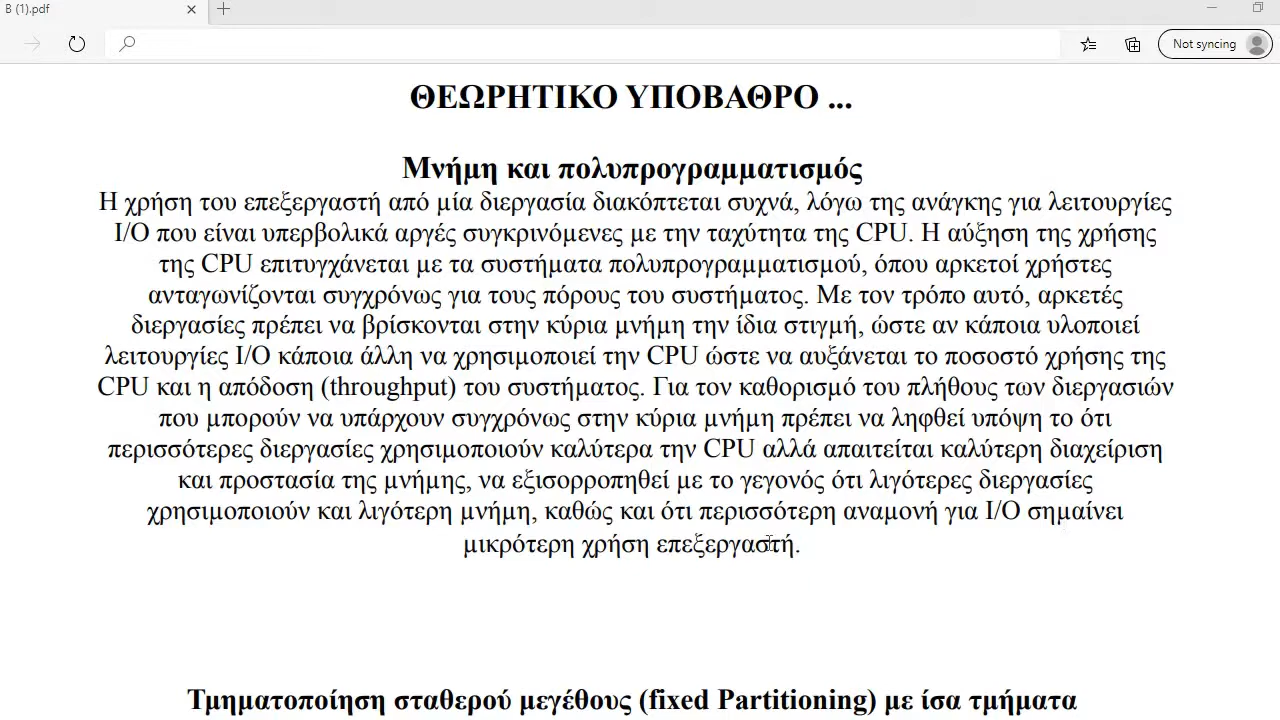 B (1).pdf
Not syncing
ΘΕΩΡΗΤΙΚΟ ΥΠΟΒΑΘΡΟ ...
Μνήμη και πολυπρογραμματισμός
Η χρήση του επεξεργαστή από μία διεργασία διακόπτεται συχνά, λόγω της ανάγκης για λειτουργίες
I/O που είναι υπερβολικά αργές συγκρινόμενες με την ταχύτητα της CPU. Η αύξηση της χρήσης
της CPU επιτυγχάνεται με τα συστήματα πολυπρογραμματισμού, όπου αρκετοί χρήστες
ανταγωνίζονται συγχρόνως για τους πόρους του συστήματος. Με τον τρόπο αυτό, αρκετές
διεργασίες πρέπει να βρίσκονται στην κύρια μνήμη την ίδια στιγμή, ώστε αν κάποια υλοποιεί
λειτουργίες I/O κάποια άλλη να χρησιμοποιεί την CPU ώστε να αυξάνεται το ποσοστό χρήσης της
CPU και η απόδοση (throughput) του συστήματος. Για τον καθορισμό του πλήθους των διεργασιών
που μπορούν να υπάρχουν συγχρόνως στην κύρια μνήμη πρέπει να ληφθεί υπόψη το ότι
περισσότερες διεργασίες χρησιμοποιούν καλύτερα την CPU αλλά απαιτείται καλύτερη διαχείριση
και προστασία της μνήμης, να εξισορροπηθεί με το γεγονός ότι λιγότερες διεργασίες
χρησιμοποιούν και λιγότερη μνήμη, καθώς και ότι περισσότερη αναμονή για I/O σημαίνει
μικρότερη χρήση επεξεργαστή.
Τμηματοποίηση σταθερού μεγέθους (fixed Partitioning) με ίσα τμήματα